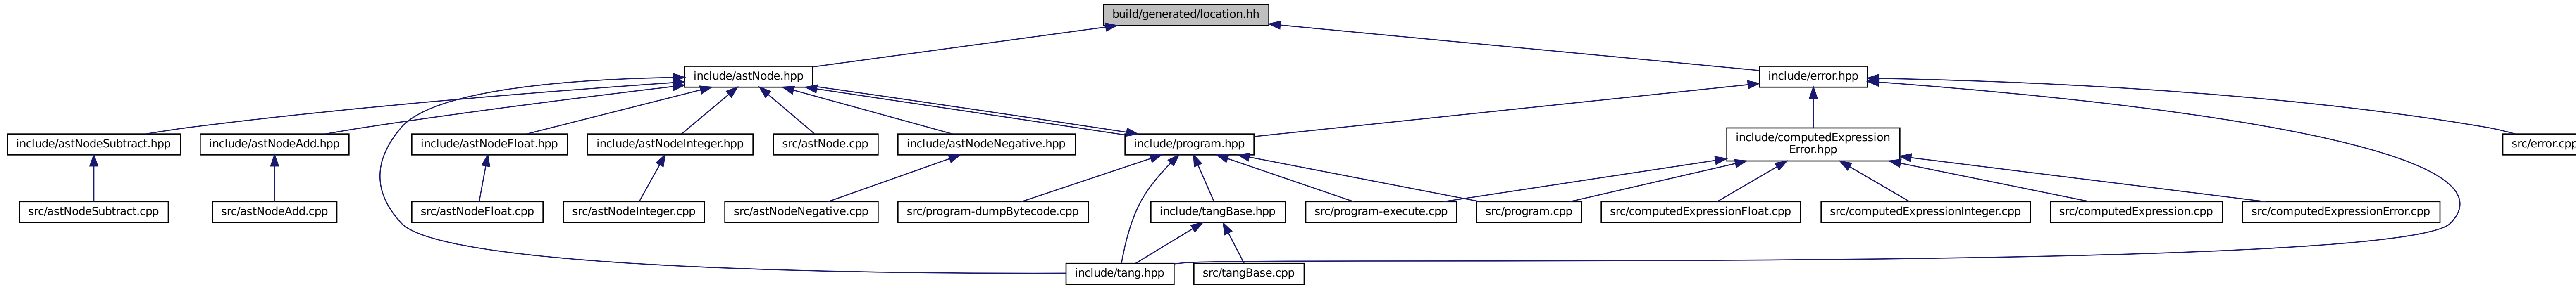 build/generated/location.hh
include/astNode.hpp
include/error.hpp
include/astNodeSubtract.hpp
include/astNodeAdd.hpp
include/astNodeFloat.hpp
include/astNodeInteger.hpp
src/astNode.cpp
include/astNodeNegative.hpp
include/program.hpp
include/computedExpression
Error.hpp
src/error.cpp
src/astNodeSubtract.cpp
src/astNodeAdd.cpp
src/astNodeFloat.cpp
src/astNodeInteger.cpp
src/astNodeNegative.cpp
src/program-dumpBytecode.cpp
include/tangBase.hpp
src/program-execute.cpp
src/program.cpp
src/computedExpressionFloat.cpp
src/computedExpressionInteger.cpp
src/computedExpression.cpp
src/computedExpressionError.cpp
include/tang.hpp
src/tangBase.cpp